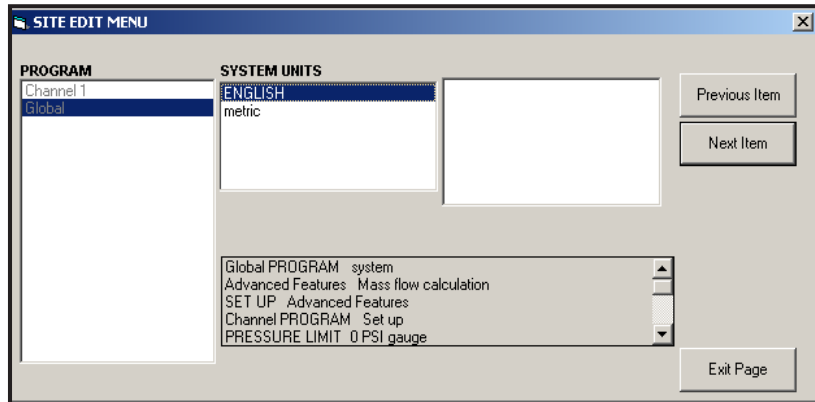 SITE EDIT MENU
PROGRAM
Channel 1
Global
SYSTEM UNITS
ENGLISH
metric
Previous Item
Next Item
Global PROGRAM system
Advanced Features Mass flow calculation
SET UP Advanced Features
Channel PROGRAM Set up
PRESSURE LIMIT 0 PSI gauge
Exit Page